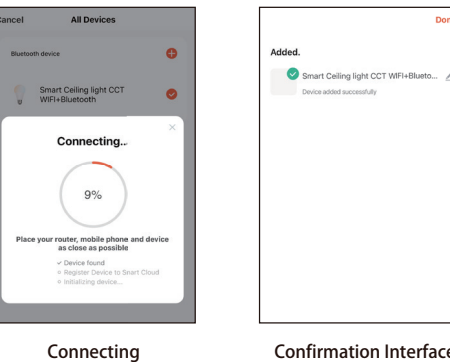 Cancel All Devices
Bluetooth device
Smart Ceiling light CCT
WIFI+Bluetooth
Connecting..
9%
Place your router, mobile phone and device
as close as possible
Device found
Register Device to Smart Cloud
Initializing device...
Connecting
Don
Added.
Smart Ceiling light CCT WIFI+Blueto...
Device added successfully
Confirmation Interface